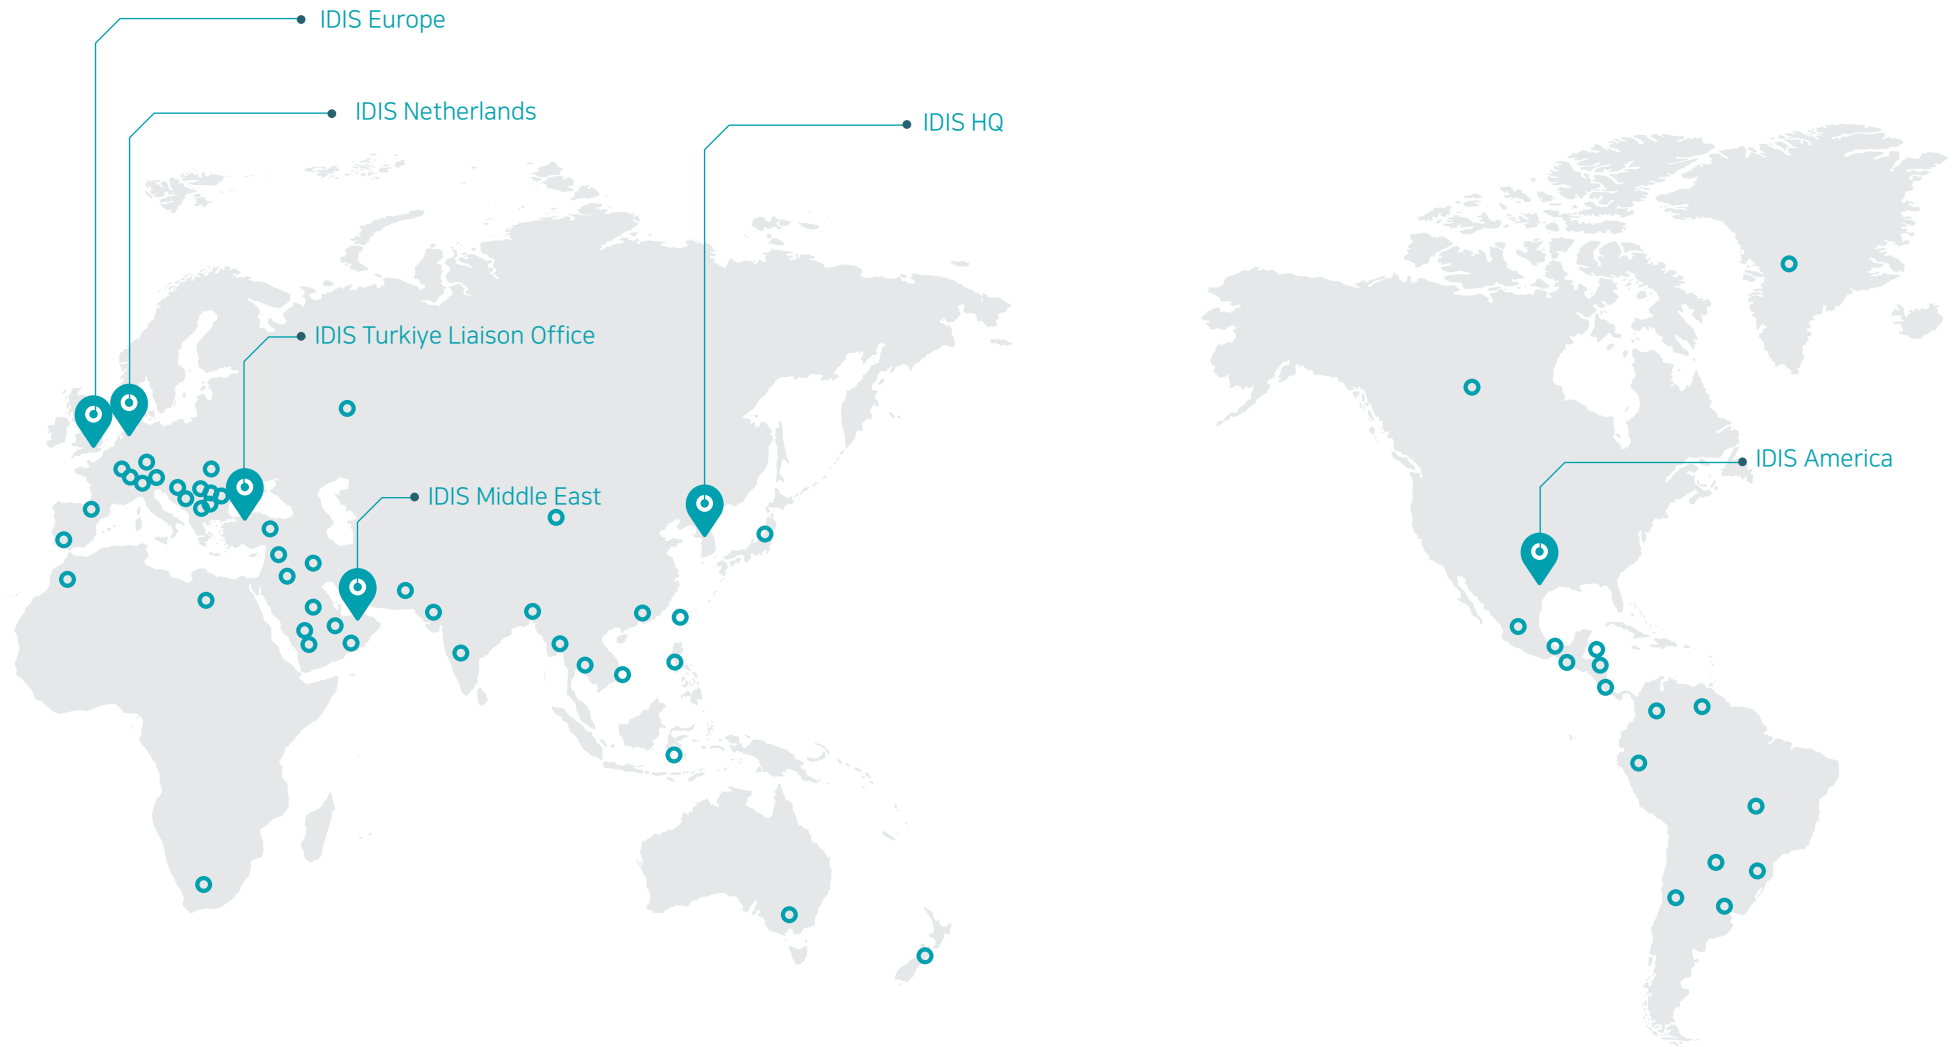 IDIS Europe
IDIS Netherlands
IDIS HQ
IDIS Turkiye Liaison Office
IDIS America
IDIS Middle East